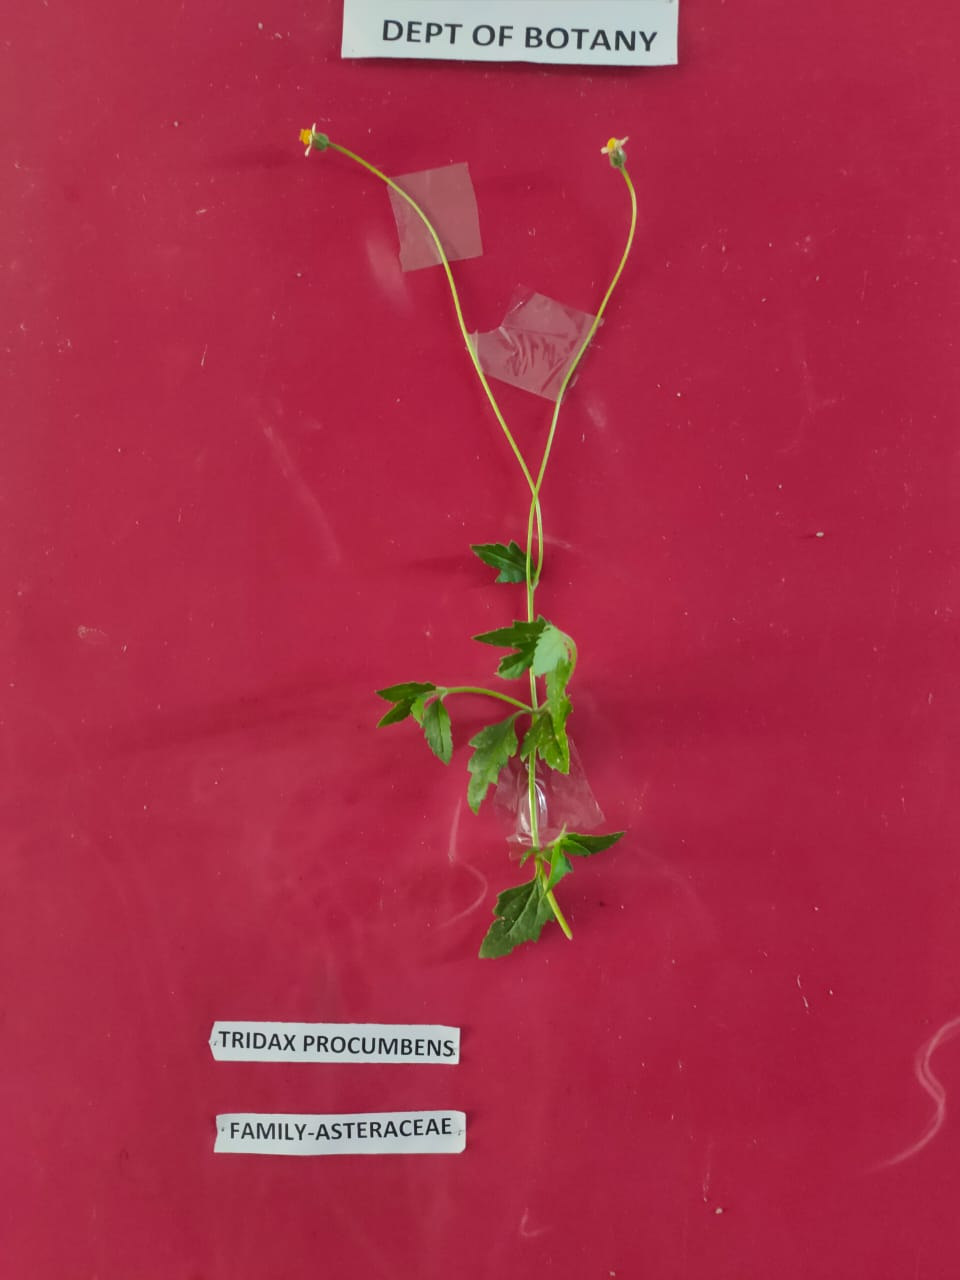 DEPT OF BOTANY
TRIDAX PROCUMBENS
FAMILY-ASTERACEAE